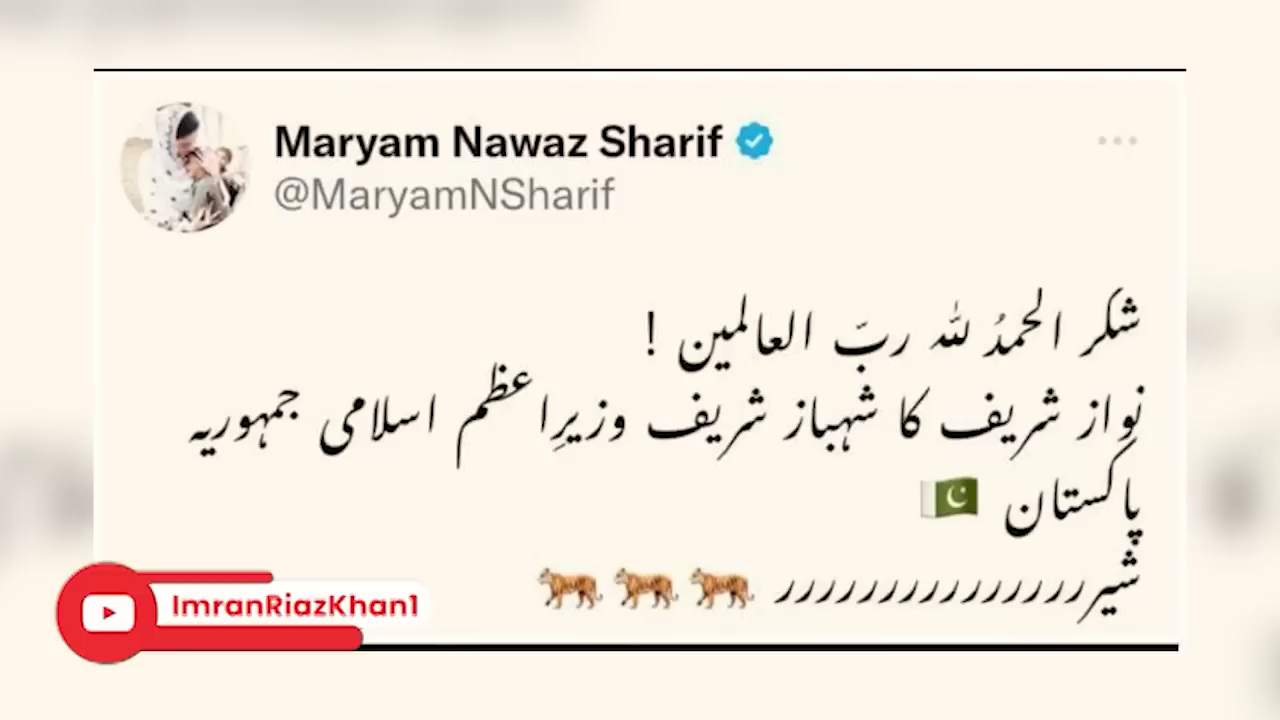 Maryam Nawaz Sharif
@MaryamNSharif
شکر الحمدُ للہ ربّ العالمین !
نواز شریف کا شہباز شریف وزیرِاعظم اسلامی جمہوریہ
پاکستان 🇵🇰
شیررررررررررررررر 🐅 🐅 🐅
ImranRiazKhan1